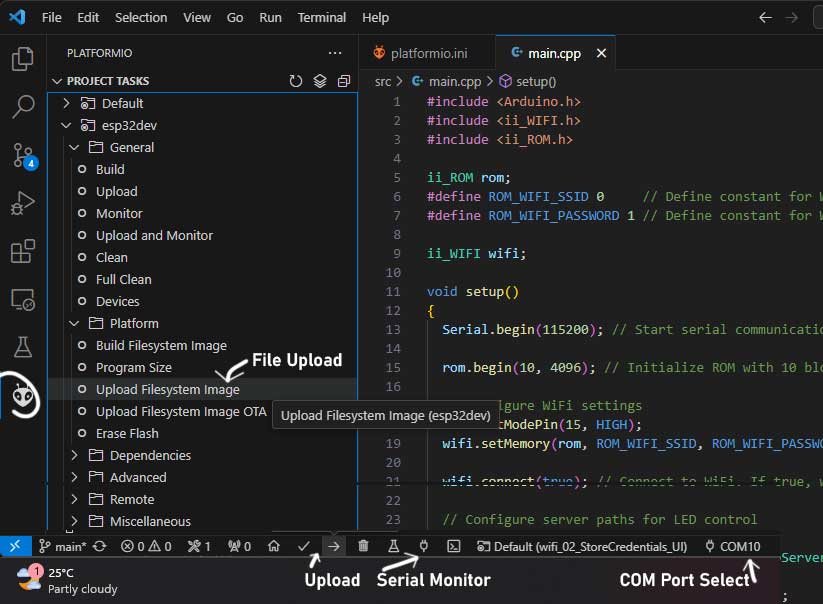 File Edit Selection View Go Run Terminal Help
PLATFORMIO ...
PROJECT TASKS
Default
esp32dev
General
Build
Upload
Monitor
Upload and Monitor
Clean
Full Clean
Devices
Platform
Build Filesystem Image
Program Size
File Upload
Upload Filesystem Image
Upload Filesystem Image OTA
Upload Filesystem Image (esp32dev)
Erase Flash
Dependencies
Advanced
Remote
Miscellaneous
4
platformio.ini main.cpp
src > main.cpp > setup()
1 #include <Arduino.h>
2 #include <ii_WIFI.h>
3 #include <ii_ROM.h>
4
5 ii_ROM rom;
6 #define ROM_WIFI_SSID 0 // Define constant for
7 #define ROM_WIFI_PASSWORD 1 // Define constant for
8
9 ii_WIFI wifi;
10
11 void setup()
12 {
13 Serial.begin(115200); // Start serial
14
15 rom.begin(10, 4096); // Initialize ROM with 10
16
WiFi settings
(15, HIGH);
19 wifi.setMemory(rom, ROM_WIFI_SSID,
20
21 wifi.connect(true); // Connect to WiFi. If true,
22
23 // Configure server paths for LED control
main* 0 0 1 0 Default (wifi_02_StoreCredentials_UI) COM10
;
1
25°C
Partly cloudy
Upload Serial Monitor COM Port Select